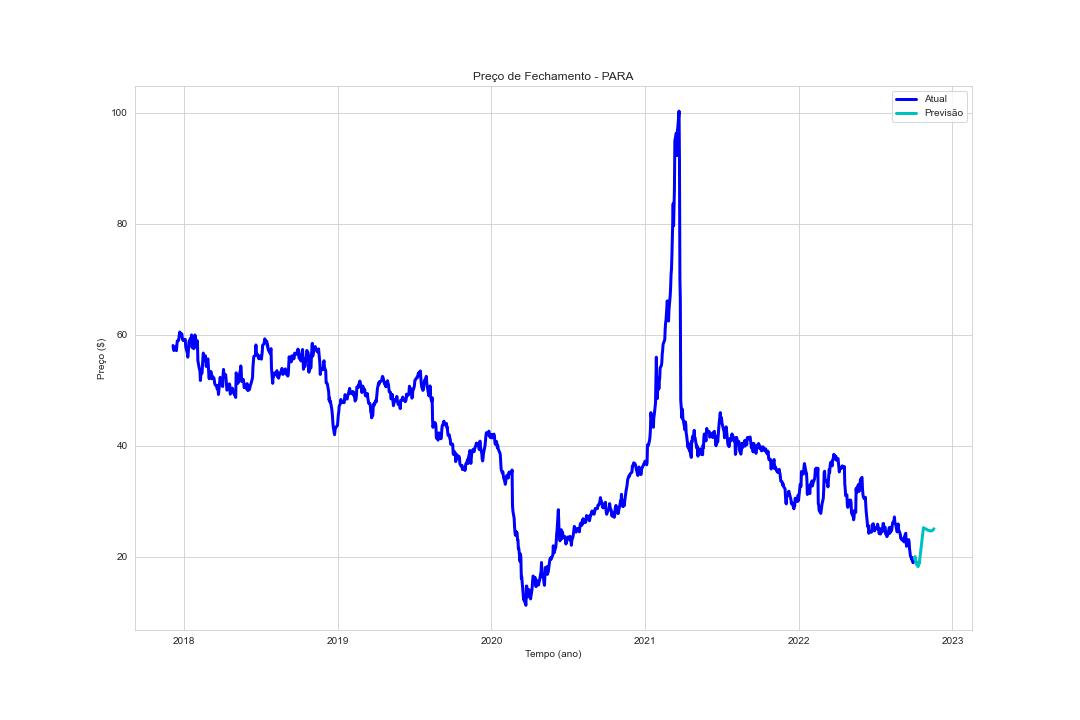 Preço de Fechamento - PARA
Atual
Previsão
100
80
60
40
20
Preço ($)
2018 2019 2020 2021 2022 2023
Tempo (ano)